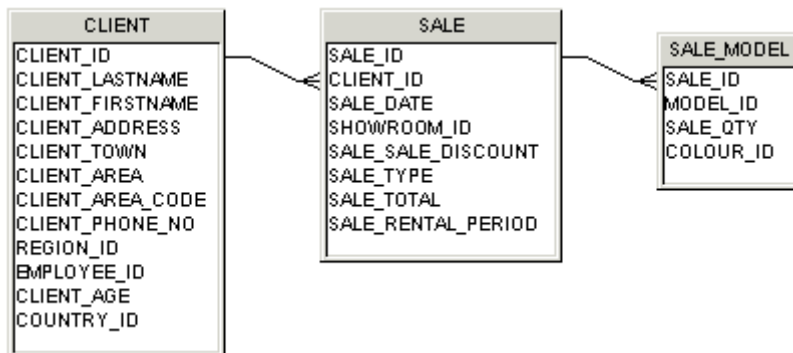 CLIENT
CLIENT_ID
CLIENT_LASTNAME
CLIENT_FIRSTNAME
CLIENT_ADDRESS
CLIENT_TOWN
CLIENT_AREA
CLIENT_AREA_CODE
CLIENT_PHONE_NO
REGION_ID
EMPLOYEE_ID
CLIENT_AGE
COUNTRY_ID
SALE
SALE_ID
CLIENT_ID
SALE_DATE
SHOWROOM_ID
SALE_SALE_DISCOUNT
SALE_TYPE
SALE_TOTAL
SALE_RENTAL_PERIOD
SALE_MODEL
SALE_ID
MODEL_ID
SALE_QTY
COLOUR_ID